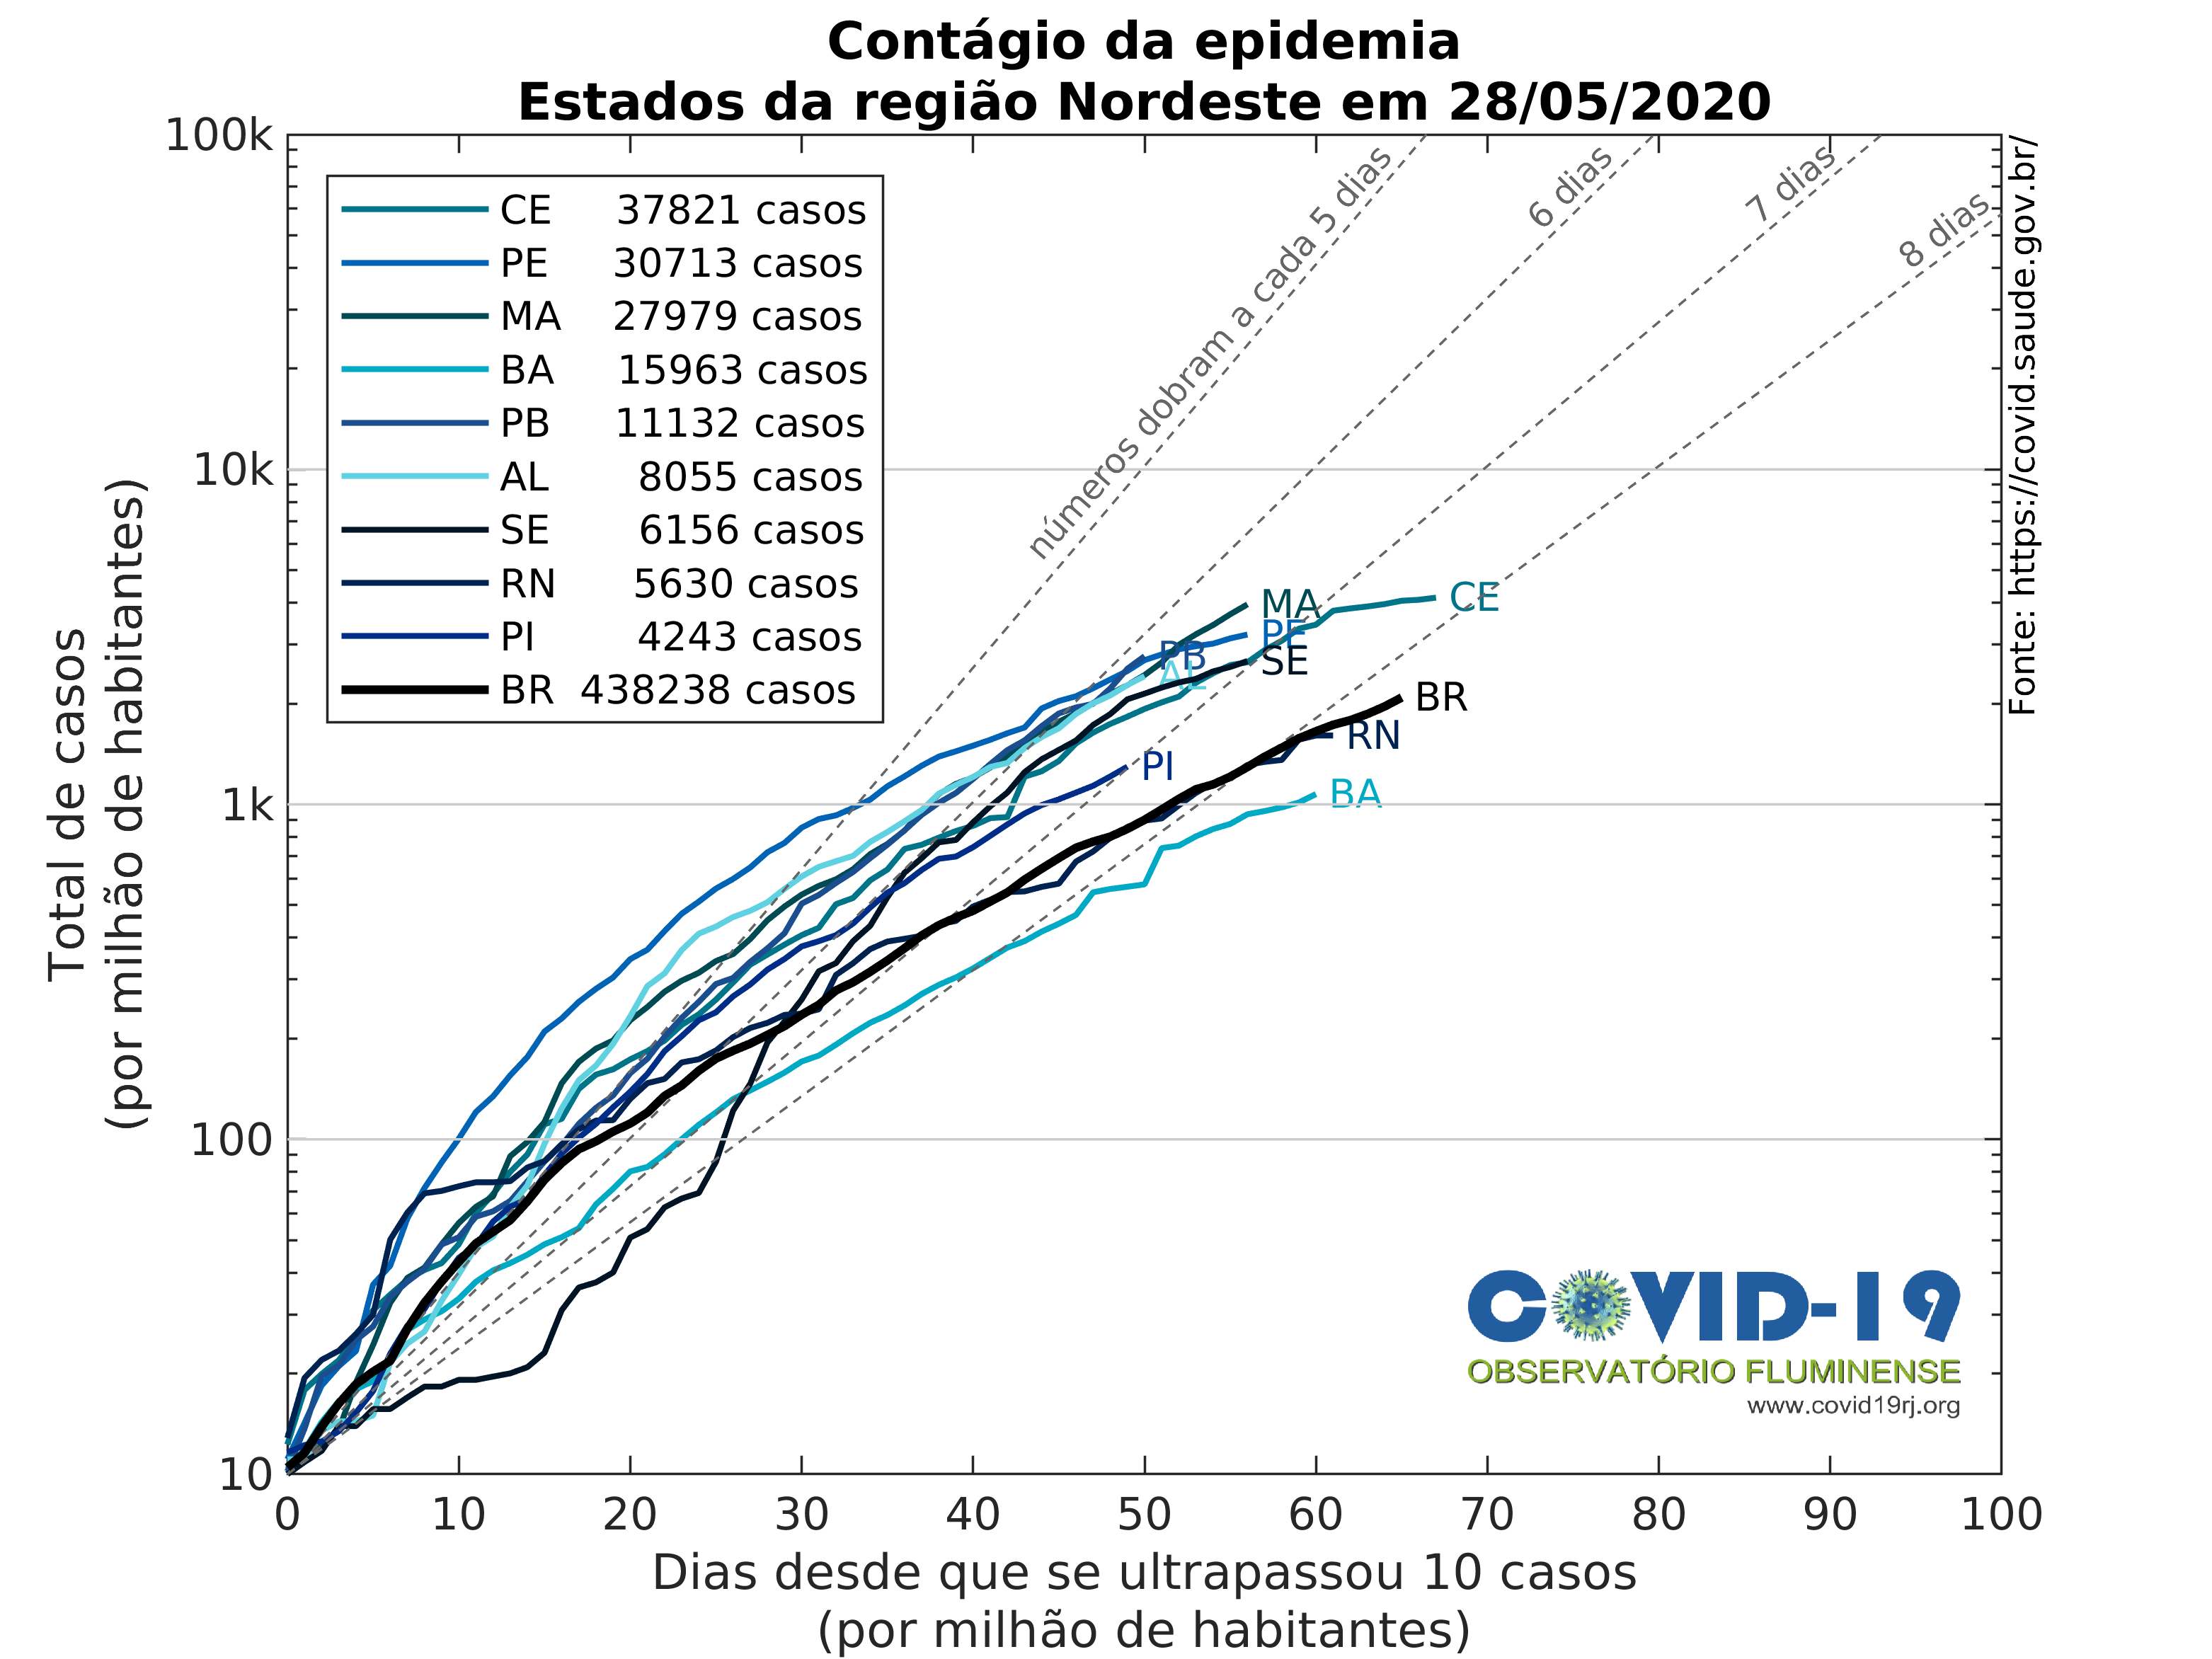 Contágio da epidemia
Estados da região Nordeste em 28/05/2020
100k
10k
1k
100
10
Total de casos
(por milhão de habitantes)
CE 37821 casos
PE 30713 casos
MA 27979 casos
BA 15963 casos
PB 11132 casos
AL 8055 casos
SE 6156 casos
RN 5630 casos
PI 4243 casos
BR 438238 casos
números dobram a cada 5 dias
6 dias
7 dias
8 dias
MA
CE
PE
PB
SE
AL
BR
RN
PI
BA
Fonte: https://covid.saude.gov.br/
COVID-19
OBSERVATÓRIO FLUMINENSE
www.covid19rj.org
0 10 20 30 40 50 60 70 80 90 100
Dias desde que se ultrapassou 10 casos
(por milhão de habitantes)